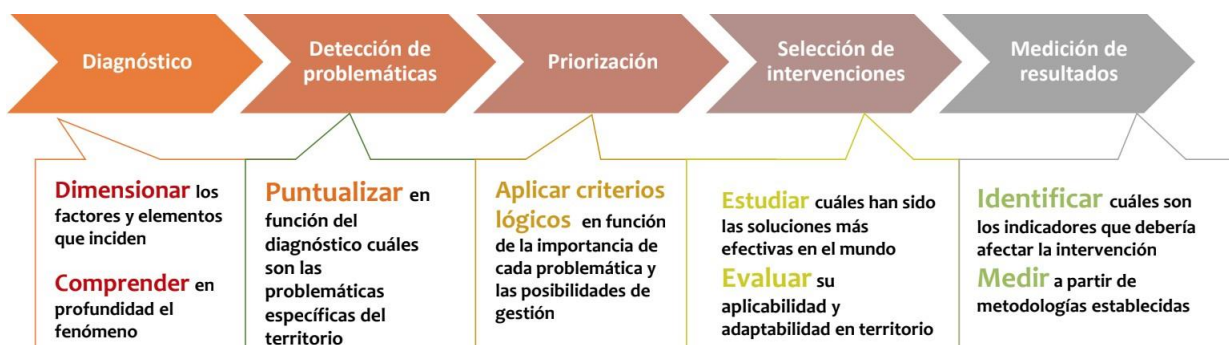 Diagnóstico
Detección de
problemáticas
Priorización
Selección de
intervenciones
Medición de
resultados
Dimensionar los
factores y elementos
que inciden
Comprender en
profundidad el
fenómeno
Puntualizar en
función del
diagnóstico cuáles
son las
problemáticas
específicas del
territorio
Aplicar criterios
lógicos en función
de la importancia de
cada problemática y
las posibilidades de
gestión
Estudiar cuáles han sido
las soluciones más
efectivas en el mundo
Evaluar su
aplicabilidad y
adaptabilidad en territorio
Identificar cuáles son
los indicadores que debería
afectar la intervención
Medir a partir de
metodologías establecidas